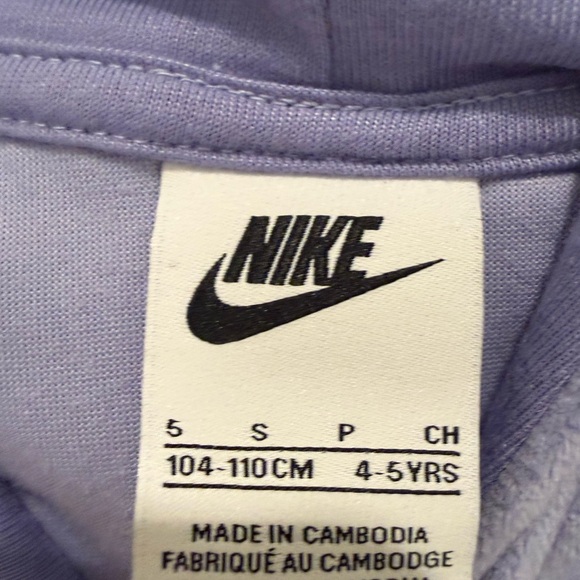 NIKE
5 S P CH
104-110CM 4-5YRS
MADE IN CAMBODIA
FABRIQUÉ AU CAMBODGE